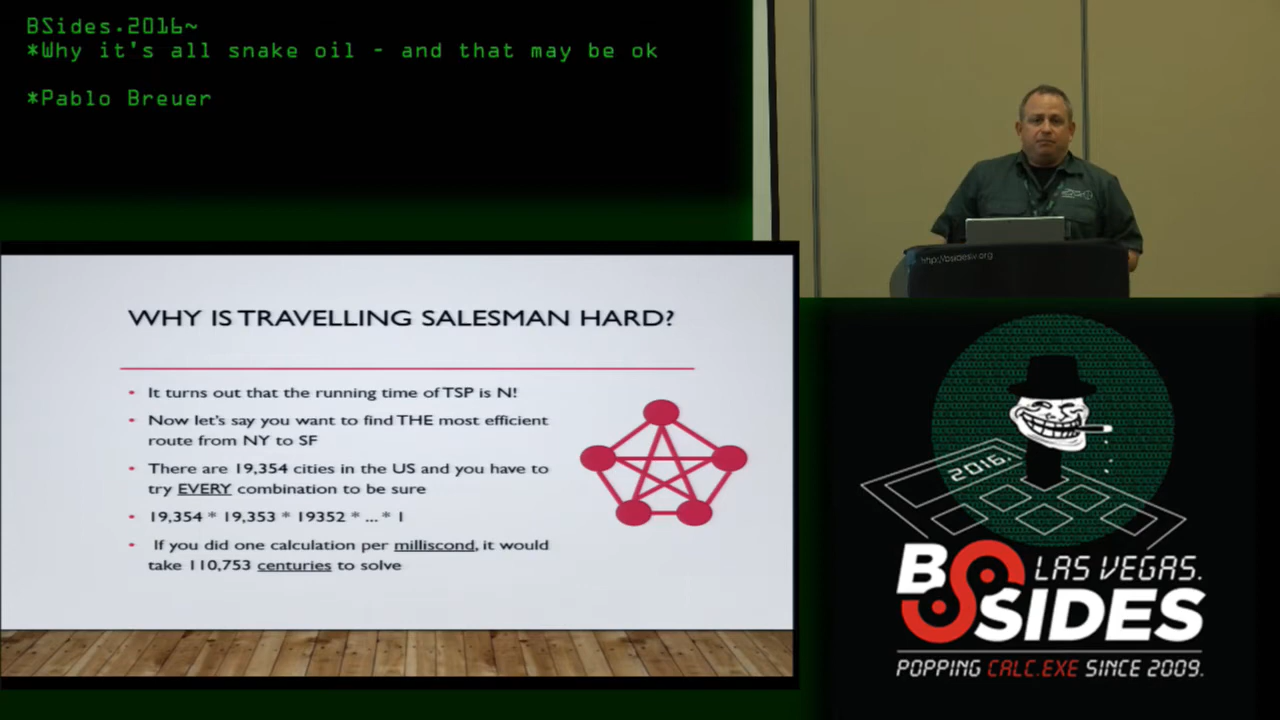 BSides.2016~
*Why it's all snake oil - and that may be ok
*Pablo Breuer
http://bsideslv.org
WHY IS TRAVELLING SALESMAN HARD?
• It turns out that the running time of TSP is N!
• Now let's say you want to find THE most efficient
route from NY to SF
• There are 19,354 cities in the US and you have to
try EVERY combination to be sure
• 19,354 * 19,353 * 19352 * ... * 1
• If you did one calculation per milliscond, it would
take 110,753 centuries to solve
2016.
BSIDES
LAS VEGAS.
POPPING CALC.EXE SINCE 2009.